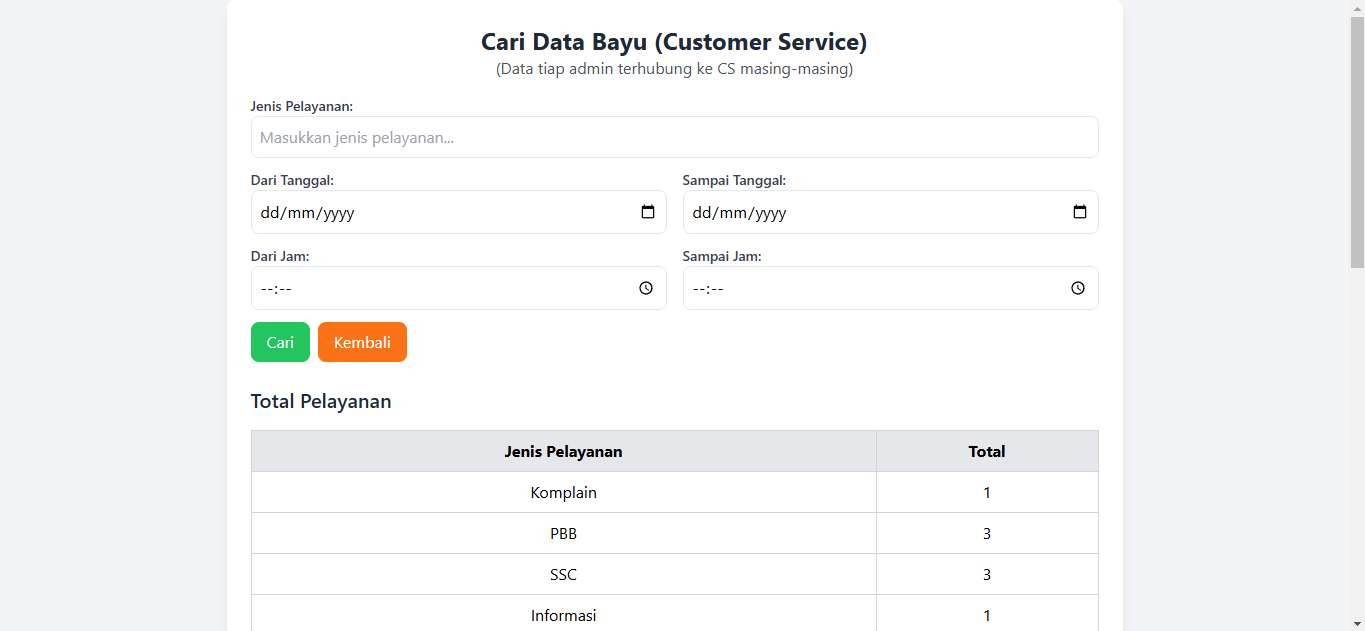 Cari Data Bayu (Customer Service)
(Data tiap admin terhubung ke CS masing-masing)
Jenis Pelayanan:
Masukkan jenis pelayanan...
Dari Tanggal: Sampai Tanggal:
dd/mm/yyyy dd/mm/yyyy
Dari Jam: Sampai Jam:
--:-- --:--
Cari Kembali
Total Pelayanan
Jenis Pelayanan Total
Komplain 1
PBB 3
SSC 3
Informasi 1